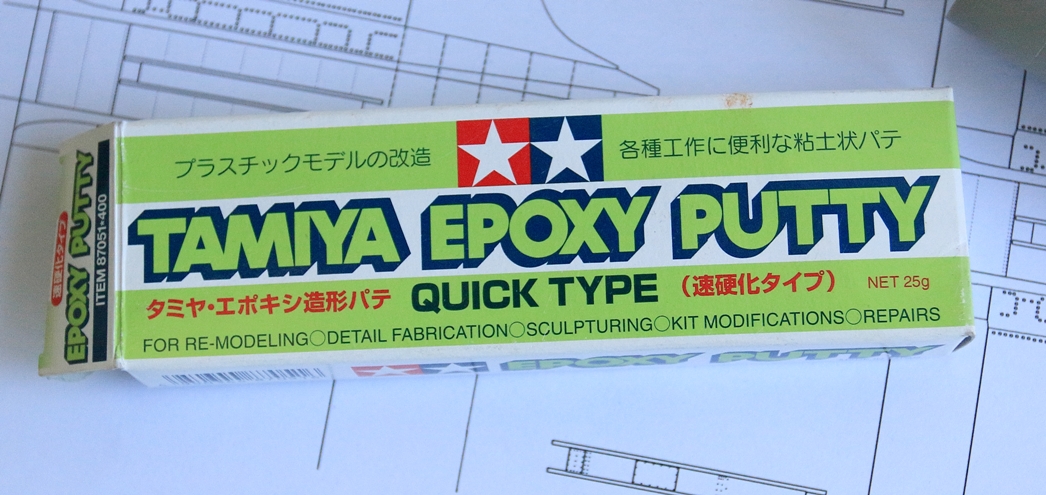 プラスチックモデルの改造
各種工作に便利な粘土状パテ
TAMIYA EPOXY PUTTY
タミヤ・エポキシ造形パテ QUICK TYPE (速硬化タイプ) NET 25g
FOR RE-MODELING○DETAIL FABRICATION○SCULPTURING○KIT MODIFICATIONS○REPAIRS
速硬化タイプ
EPOXY PUTTY
ITEM 87051•400
EPOXY PUTTY